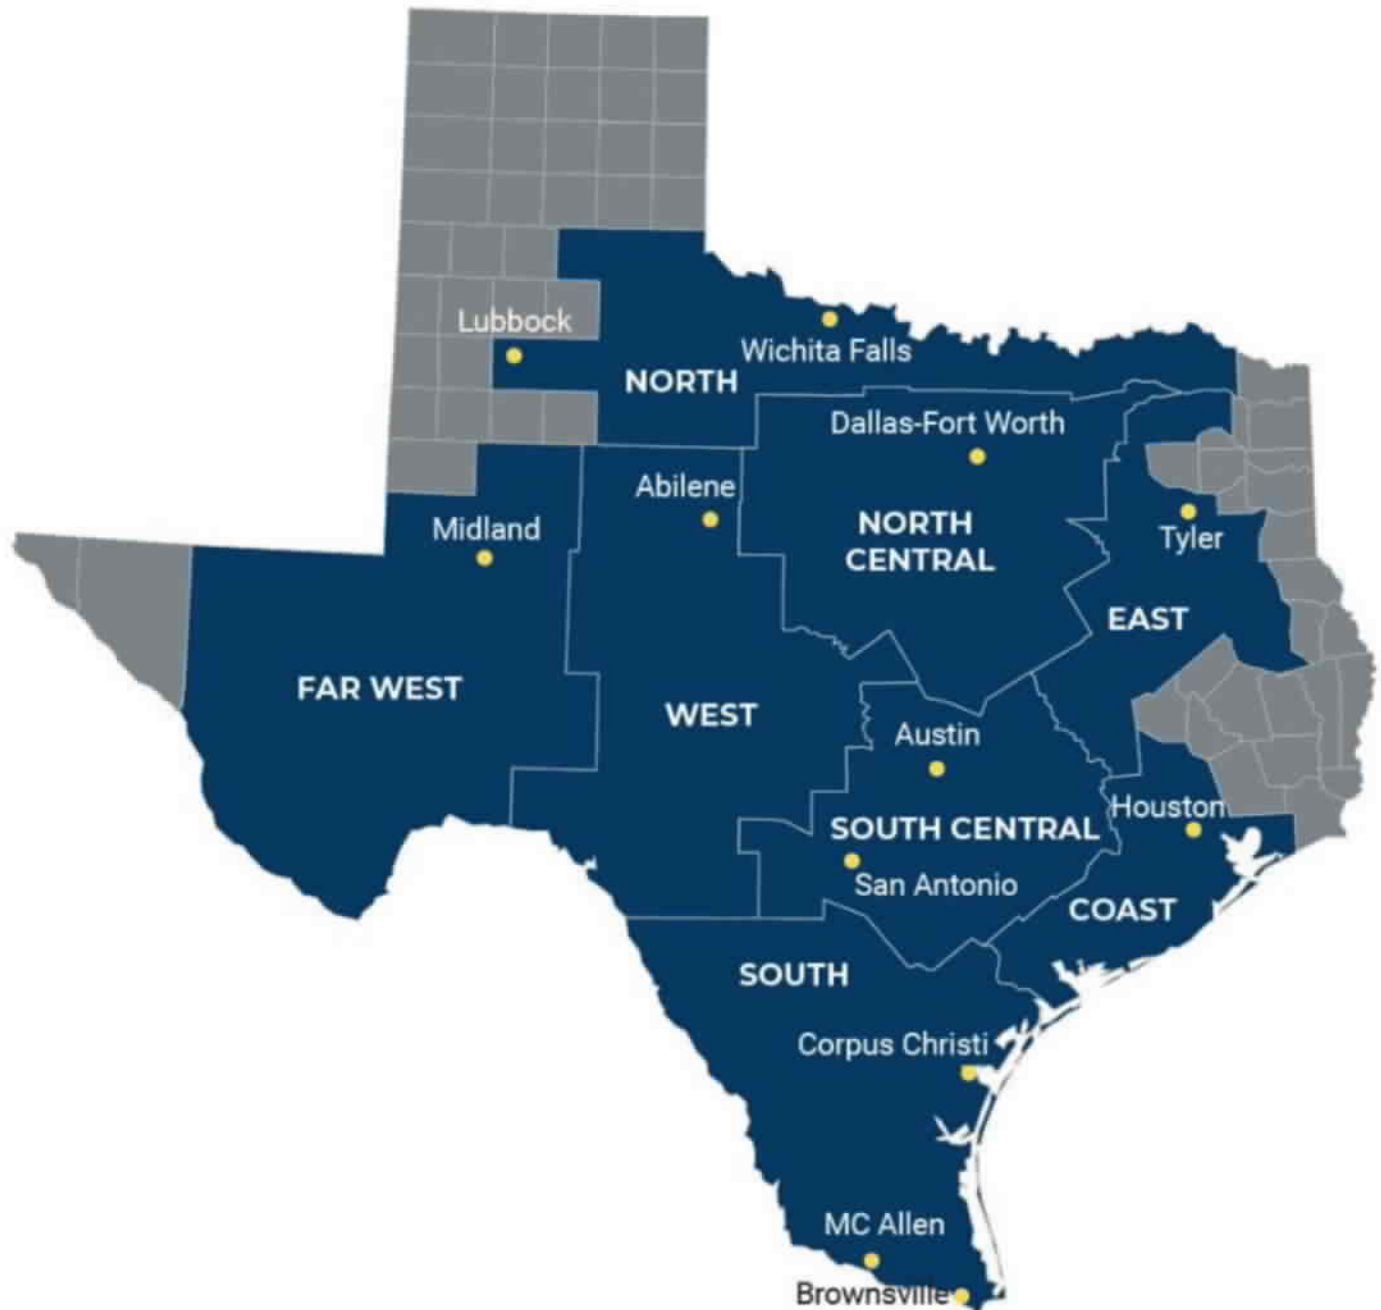 Lubbock
Wichita Falls
NORTH
Dallas-Fort Worth
Abilene
NORTH
CENTRAL
Midland
Tyler
EAST
FAR WEST
WEST
Austin
Houston
SOUTH CENTRAL
San Antonio
COAST
SOUTH
Corpus Christi
MC Allen
Brownsville